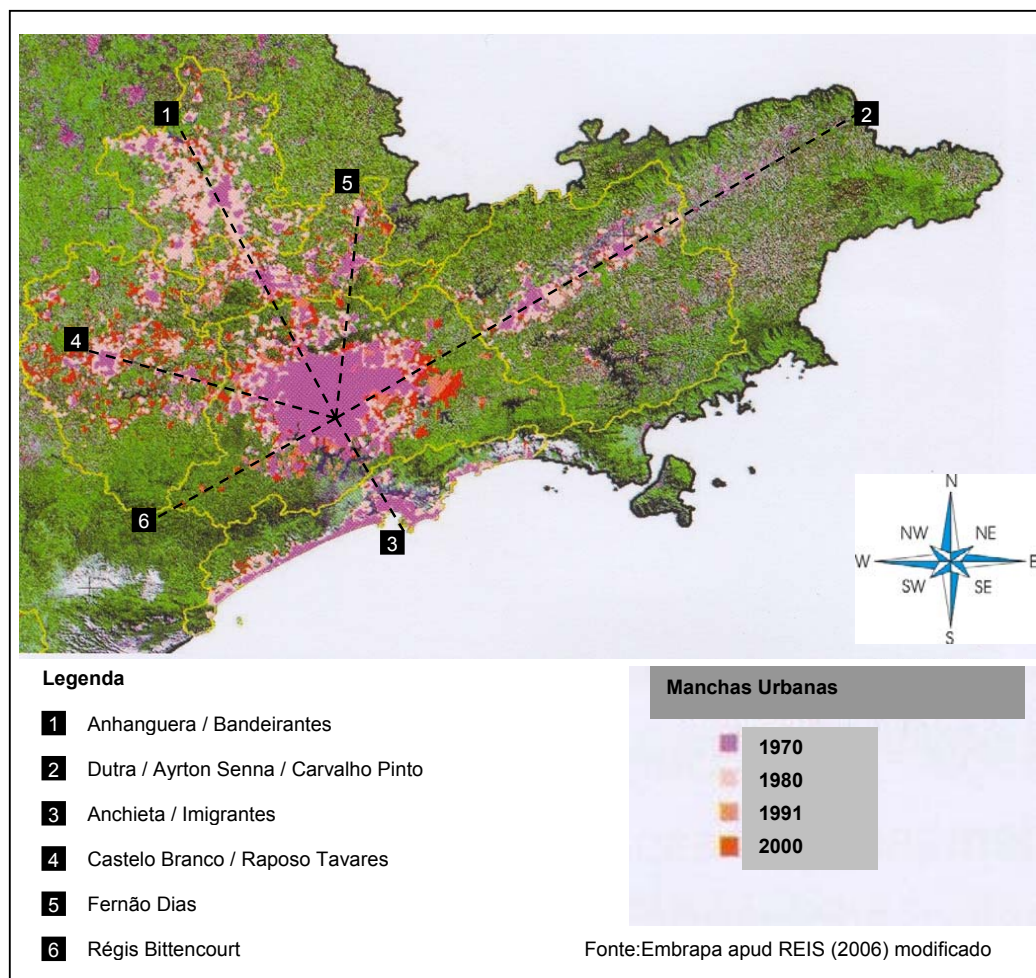 1
2
5
4
6
3
N
NW
NE
W
E
SW
SE
S
Legenda
1 Anhanguera / Bandeirantes
2 Dutra / Ayrton Senna / Carvalho Pinto
3 Anchieta / Imigrantes
4 Castelo Branco / Raposo Tavares
5 Fernão Dias
6 Régis Bittencourt
Manchas Urbanas
1970
1980
1991
2000
Fonte:Embrapa apud REIS (2006) modificado